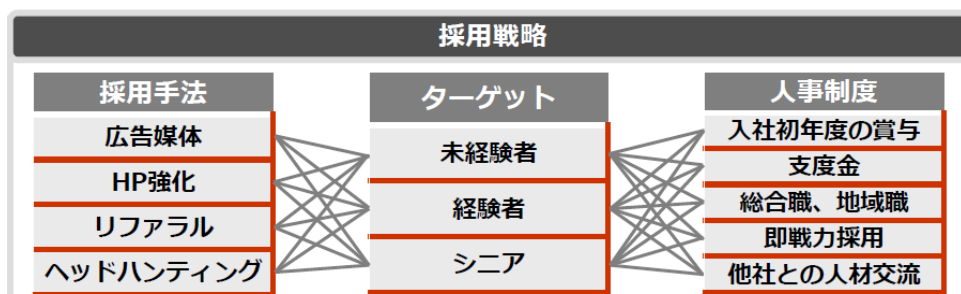 採用戦略
採用手法
広告媒体
HP強化
リファラル
ヘッドハンティング
ターゲット
未経験者
経験者
シニア
人事制度
入社初年度の賞与
支度金
総合職、地域職
即戦力採用
他社との人材交流